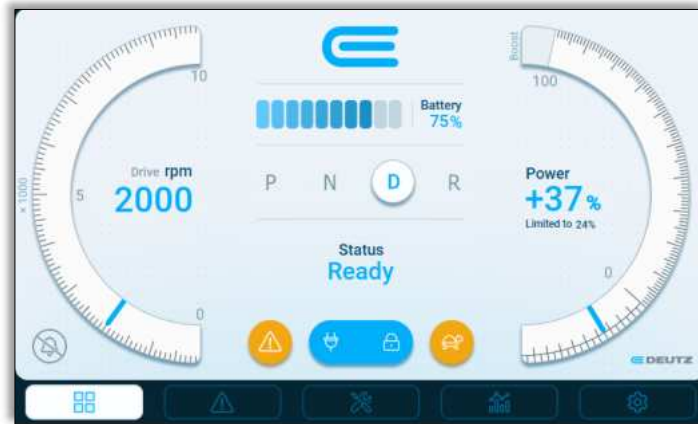 Boost
10
100
Battery
75%
× 1000
5
Drive rpm
2000
P N D R
Power
+37 %
Limited to 24%
Status
Ready
0
0
DEUTZ